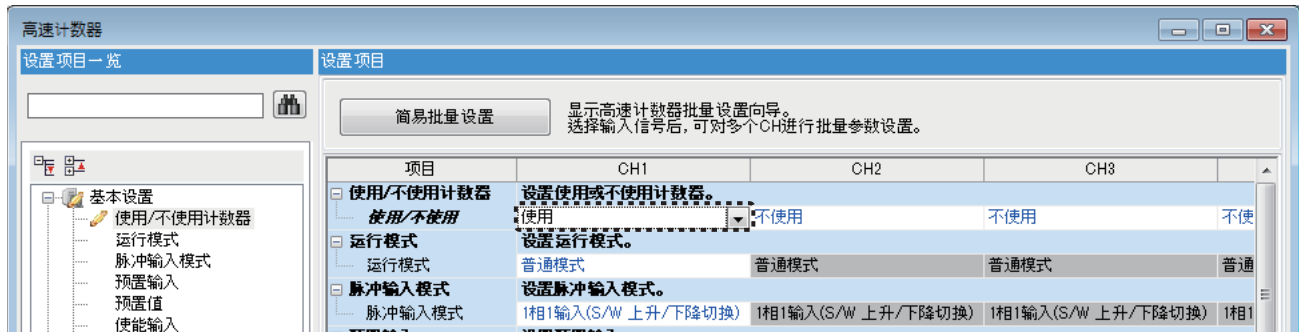 高速计数器
设置项目一览
设置项目
简易批量设置
显示高速计数器批量设置向导。
选择输入信号后,可对多个CH进行批量参数设置。
项目 CH1 CH2 CH3
基本设置
使用/不使用计数器
运行模式
脉冲输入模式
预置输入
预置值
使能输入
使用/不使用计数器 设置使用或不使用计数器。
使用/不使用 使用 不使用 不使用 不使
运行模式 设置运行模式。
运行模式 普通模式 普通模式 普通模式 普通
脉冲输入模式 设置脉冲输入模式。
脉冲输入模式 1相1输入(S/W 上升/下降切换) 1相1输入(S/W 上升/下降切换) 1相1输入(S/W 上升/下降切换) 1相1